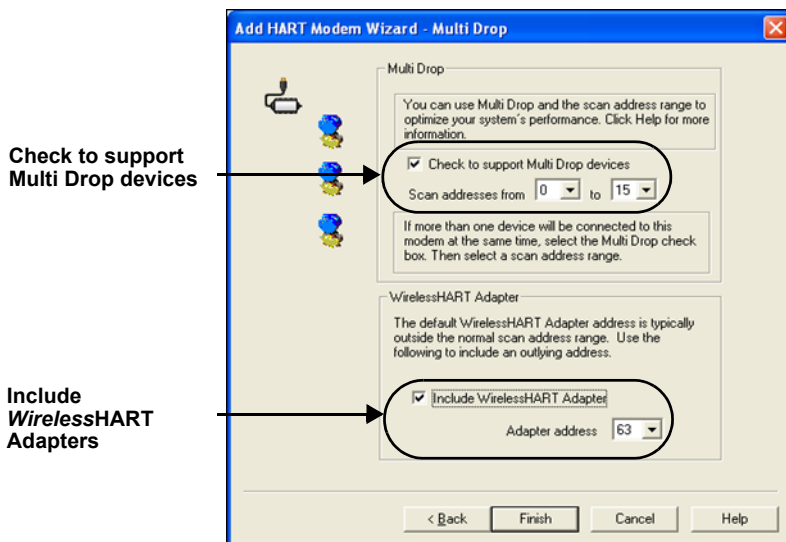 Add HART Modem Wizard - Multi Drop
Multi Drop
You can use Multi Drop and the scan address range to
optimize your system's performance. Click Help for more
information.
Check to support
Multi Drop devices
Check to support Multi Drop devices
Scan addresses from 0 to 15
If more than one device will be connected to this
modem at the same time, select the Multi Drop check
box. Then select a scan address range.
WirelessHART Adapter
The default WirelessHART Adapter address is typically
outside the normal scan address range. Use the
following to include an outlying address.
Include
WirelessHART
Adapters
Include WirelessHART Adapter
Adapter address 63
< Back Finish Cancel Help